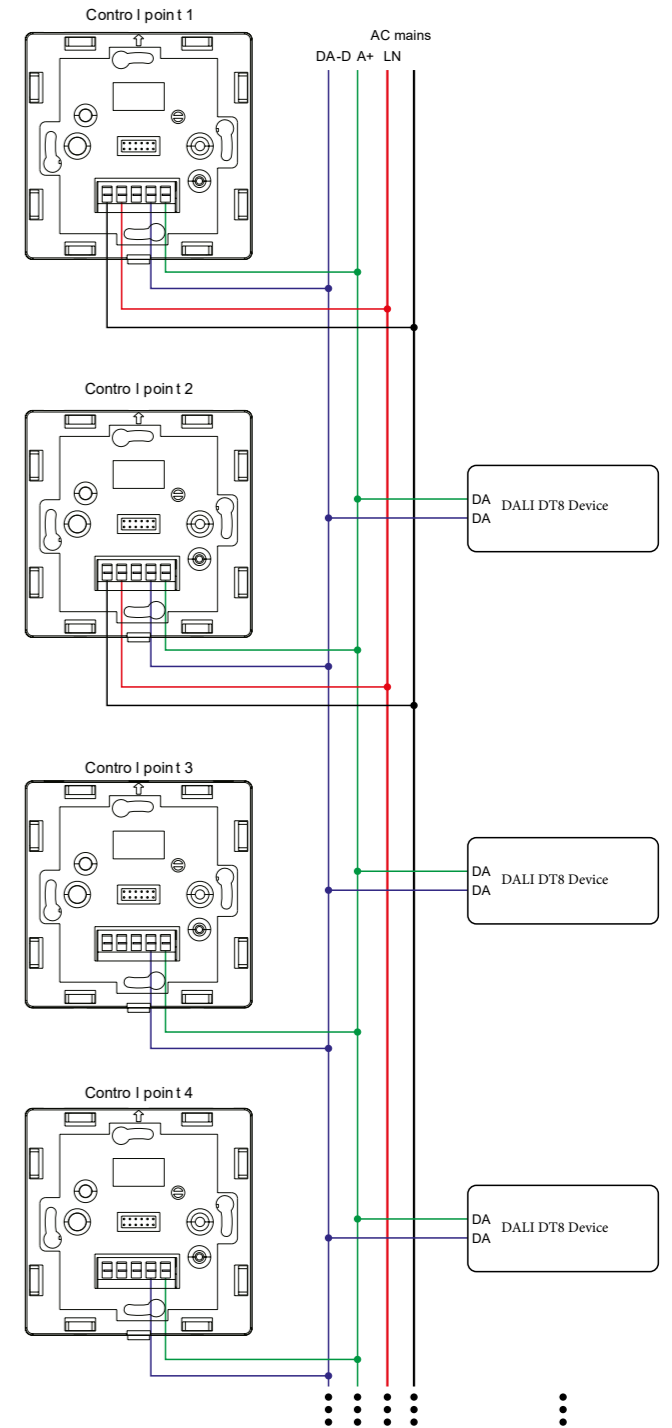 Contro l poin t 1
AC mains
DA-D A+ LN
Contro l poin t 2
DA
DALI DT8 Device
DA
Contro l poin t 3
DA
DALI DT8 Device
DA
Contro l poin t 4
DA
DALI DT8 Device
DA